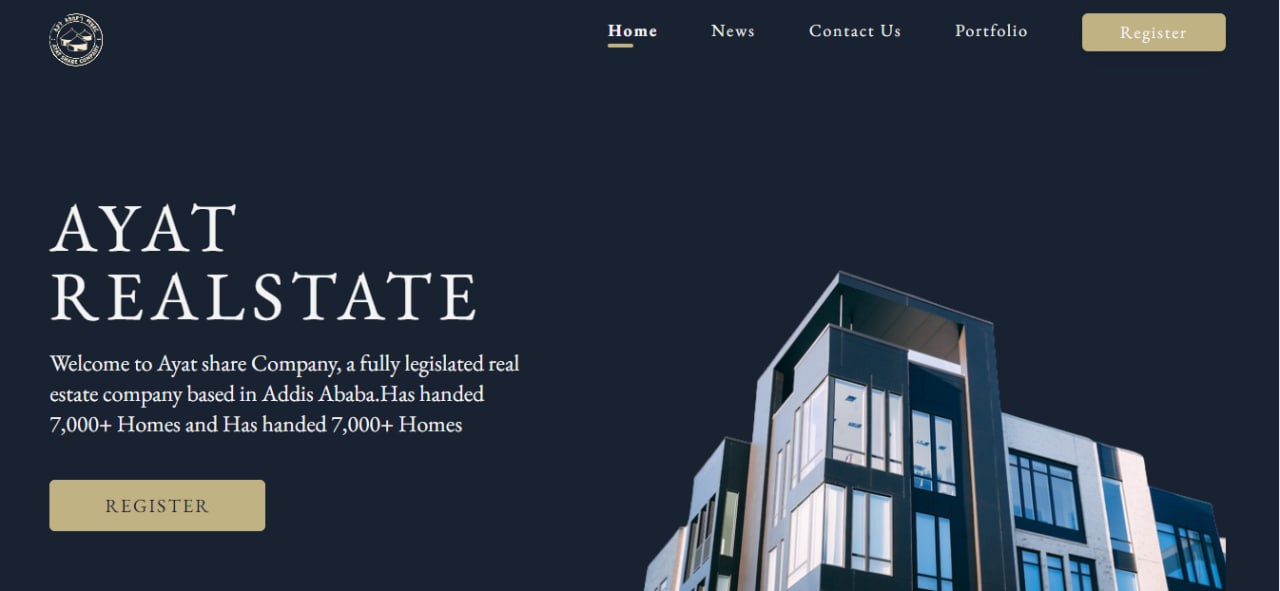 Home
News
Contact Us
Portfolio
Register
AYAT
REALSTATE
Welcome to Ayat share Company, a fully legislated real
estate company based in Addis Ababa.Has handed
7,000+ Homes and Has handed 7,000+ Homes
REGISTER